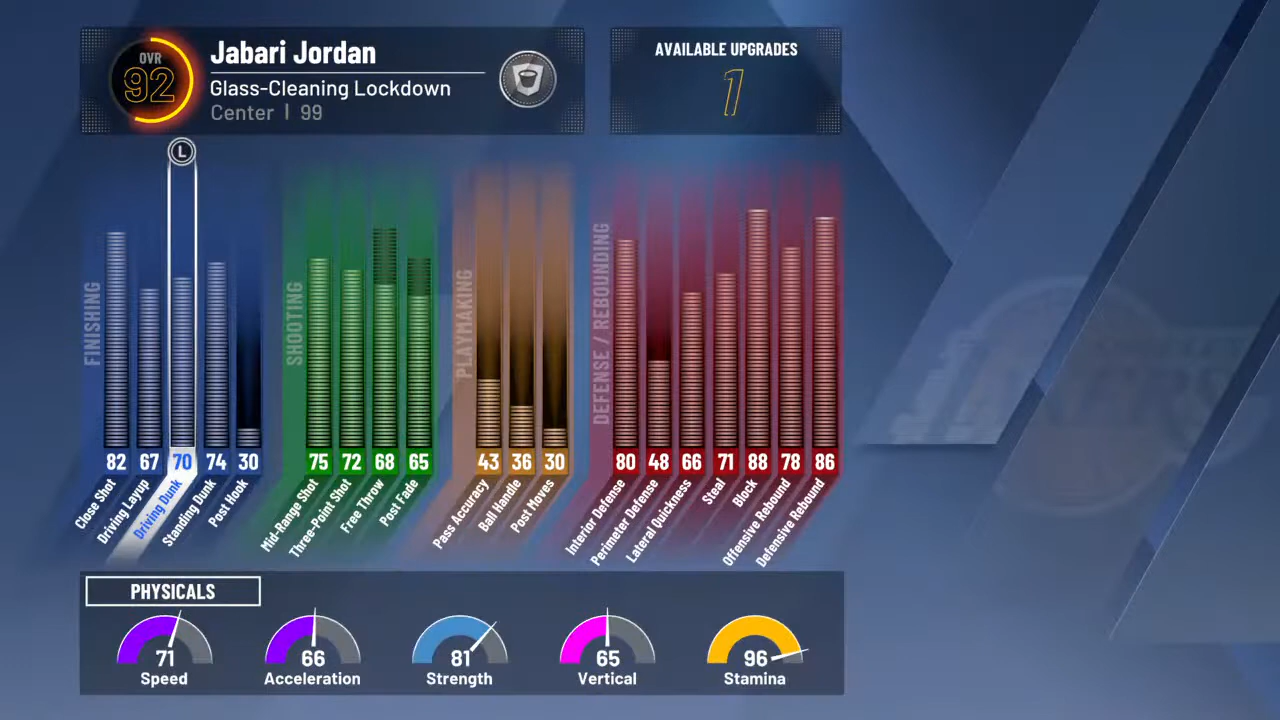 OVR
92
Jabari Jordan
Glass-Cleaning Lockdown
Center | 99
AVAILABLE UPGRADES
1
L
FINISHING
SHOOTING
PLAYMAKING
DEFENSE / REBOUNDING
82 67 70 74 30
75 72 68 65
43 36 30
80 48 66 71 88 78 86
Close Shot
Driving Layup
Driving Dunk
Standing Dunk
Post Hook
Mid-Range Shot
Three-Point Shot
Free Throw
Post Fade
Pass Accuracy
Ball Handle
Post Moves
Interior Defense
Perimeter Defense
Lateral Quickness
Steal
Block
Offensive Rebound
Defensive Rebound
PHYSICALS
71 66 81 65 96
Speed Acceleration Strength Vertical Stamina